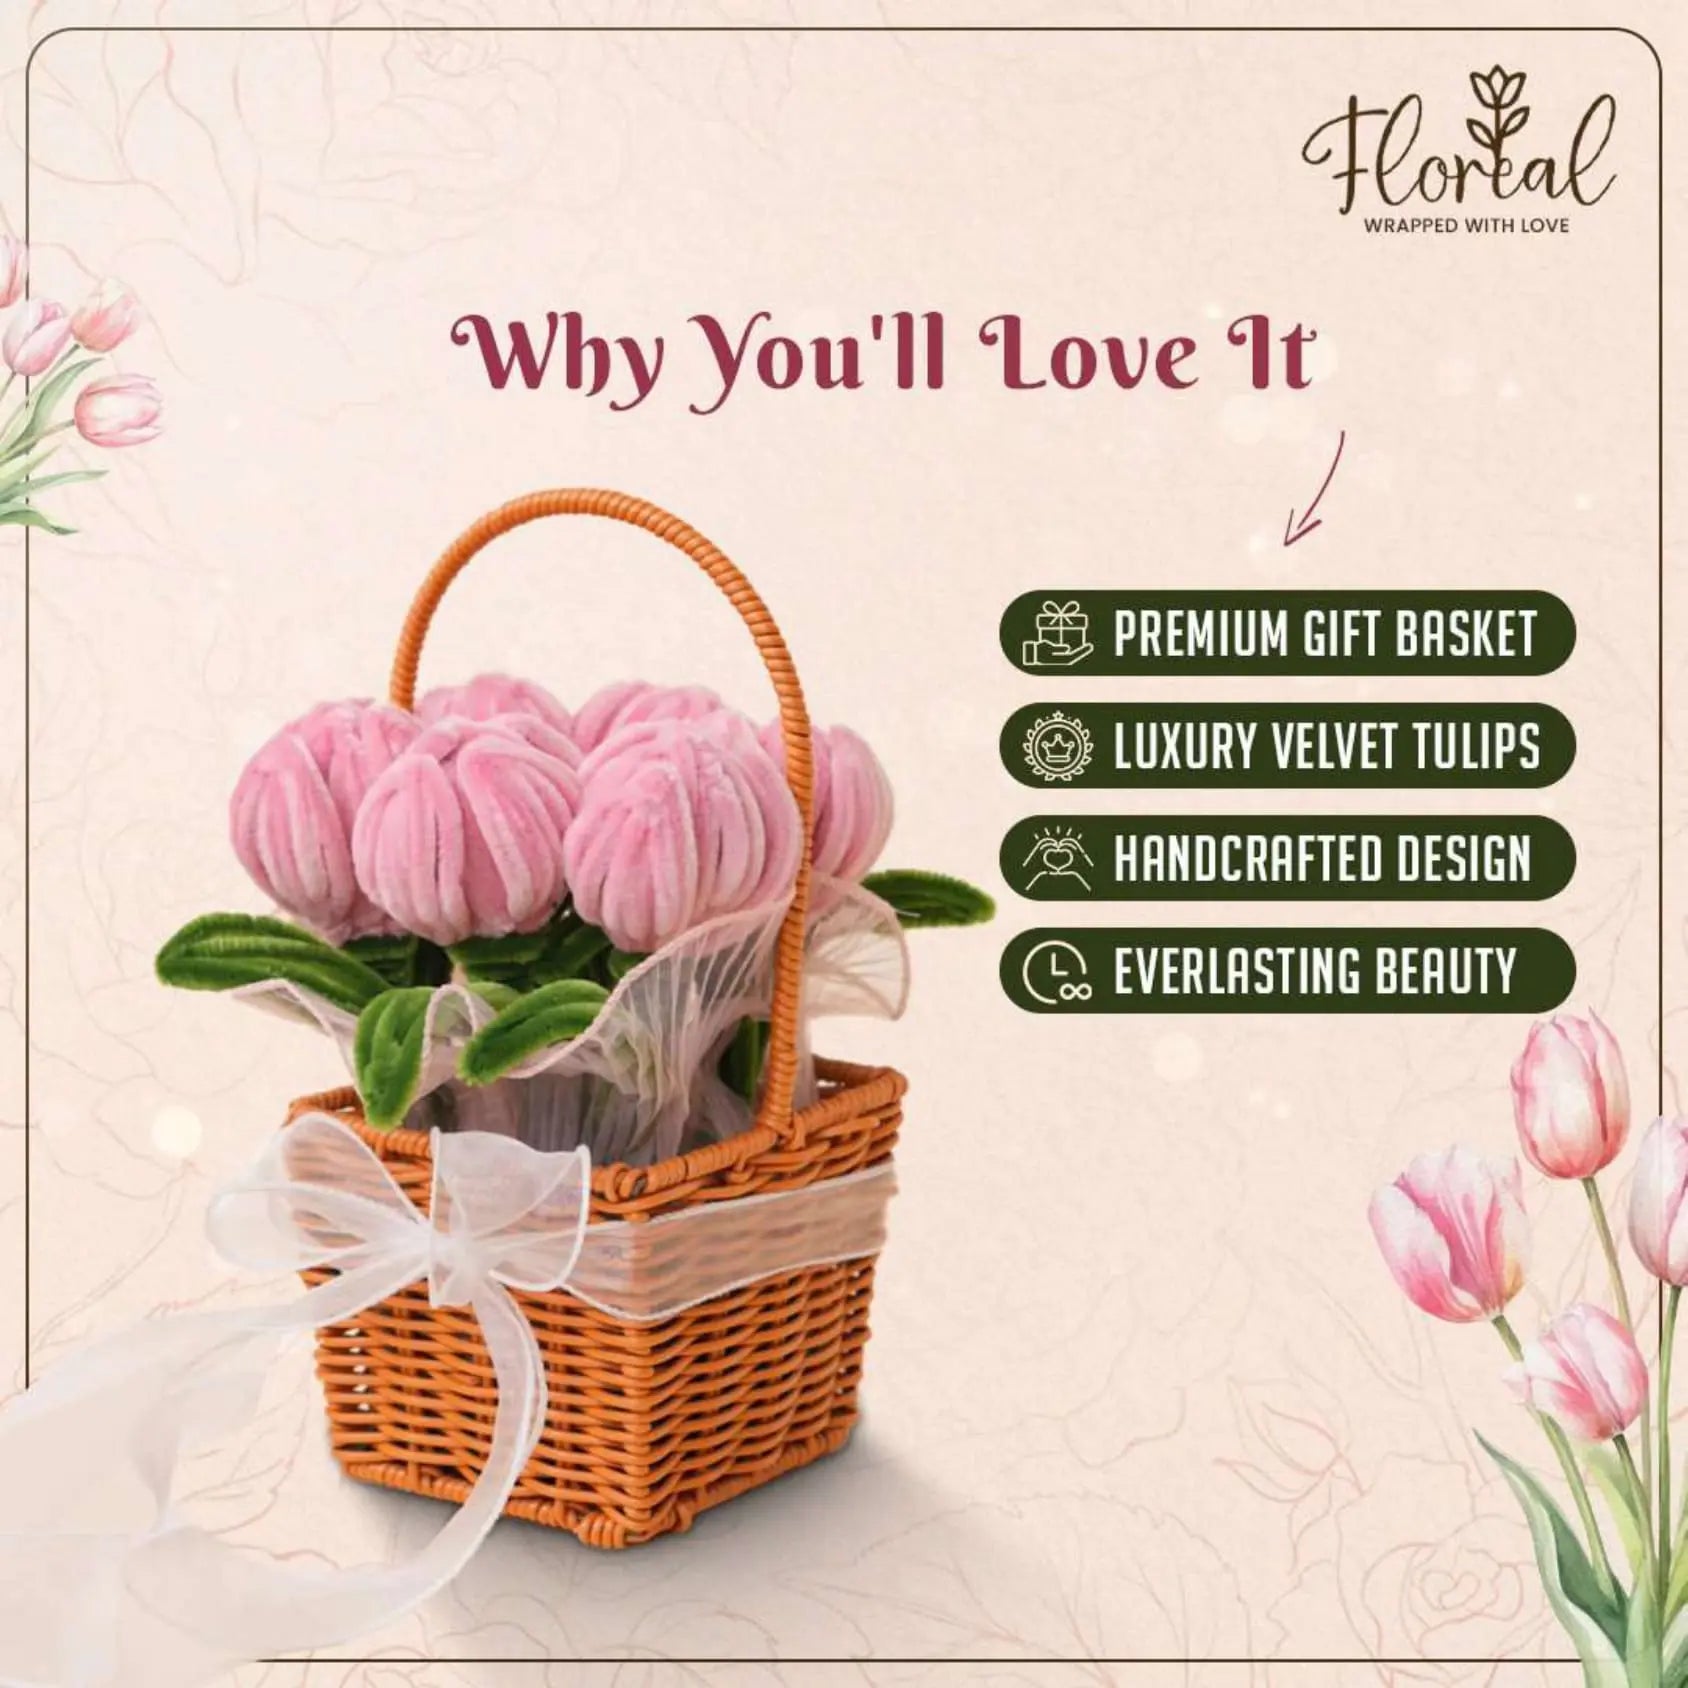 Floreal
WRAPPED WITH LOVE
Why You'll Love It
PREMIUM GIFT BASKET
LUXURY VELVET TULIPS
HANDCRAFTED DESIGN
EVERLASTING BEAUTY